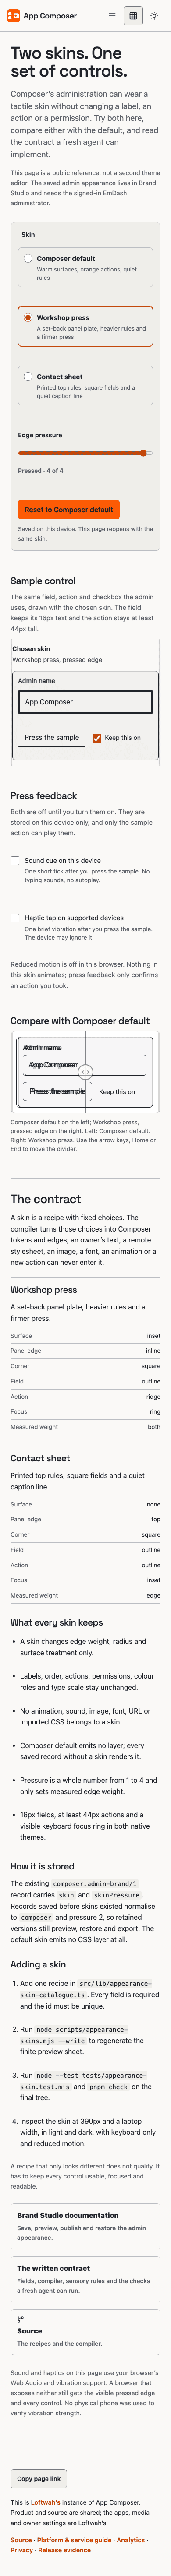 App Composer
Two skins. One
set of controls.
Composer's administration can wear a
tactile skin without changing a label, an
action or a permission. Try both here,
compare either with the default, and read
the contract a fresh agent can
implement.
This page is a public reference, not a second theme
editor. The saved admin appearance lives in Brand
Studio and needs the signed-in EmDash
administrator.
Skin
Composer default
Warm surfaces, orange actions, quiet
rules
Workshop press
A set-back panel plate, heavier rules and
a firmer press
Contact sheet
Printed top rules, square fields and a
quiet caption line
Edge pressure
Pressed · 4 of 4
Reset to Composer default
Saved on this device. This page reopens with the
same skin.
Sample control
The same field, action and checkbox the admin
uses, drawn with the chosen skin. The field
keeps its 16px text and the action stays at least
44px tall.
Chosen skin
Workshop press, pressed edge
Admin name
App Composer
Press the sample
Keep this on
Press feedback
Both are off until you turn them on. They are
stored on this device only, and only the sample
action can play them.
Sound cue on this device
One short tick after you press the sample. No
typing sounds, no autoplay.
Haptic tap on supported devices
One brief vibration after you press the sample.
The device may ignore it.
Reduced motion is off in this browser. Nothing in
this skin animates; press feedback only confirms
an action you took.
Compare with Composer default
Admin name
App Composer
Press the sample
Keep this on
Composer default on the left; Workshop press,
pressed edge on the right. Left: Composer default.
Right: Workshop press. Use the arrow keys, Home or
End to move the divider.
The contract
A skin is a recipe with fixed choices. The
compiler turns those choices into Composer
tokens and edges; an owner's text, a remote
stylesheet, an image, a font, an animation or a
new action can never enter it.
Workshop press
A set-back panel plate, heavier rules and a
firmer press.
Surface inset
Panel edge inline
Corner square
Field outline
Action ridge
Focus ring
Measured weight both
Contact sheet
Printed top rules, square fields and a quiet
caption line.
Surface none
Panel edge top
Corner square
Field outline
Action outline
Focus inset
Measured weight edge
What every skin keeps
• A skin changes edge weight, radius and
surface treatment only.
• Labels, order, actions, permissions, colour
roles and type scale stay unchanged.
• No animation, sound, image, font, URL or
imported CSS belongs to a skin.
• Composer default emits no layer; every
saved record without a skin renders it.
• Pressure is a whole number from 1 to 4 and
only sets measured edge weight.
• 16px fields, at least 44px actions and a
visible keyboard focus ring in both native
themes.
How it is stored
The existing composer.admin-brand/1
record carries skin and skinPressure.
Records saved before skins existed normalise
to composer and pressure 2, so retained
versions still preview, restore and export. The
default skin emits no CSS layer at all.
Adding a skin
1. Add one recipe in src/lib/appearance-
skin-catalogue.ts. Every field is required
and the id must be unique.
2. Run node scripts/appearance-
skins.mjs --write to regenerate the
finite preview sheet.
3. Run node --test tests/appearance-
skin.test.mjs and pnpm check on the
final tree.
4. Inspect the skin at 390px and a laptop
width, in light and dark, with keyboard only
and reduced motion.
A recipe that only looks different does not qualify. It
has to keep every control usable, focused and
readable.
Brand Studio documentation
Save, preview, publish and restore the admin
appearance.
The written contract
Fields, compiler, sensory rules and the checks
a fresh agent can run.
Source
The recipes and the compiler.
Sound and haptics on this page use your browser's
Web Audio and vibration support. A browser that
exposes neither still gets the visible pressed edge
and every control. No physical phone was used to
verify vibration strength.
Copy page link
This is Loftwah's instance of App Composer.
Product and source are shared; the apps, media
and owner settings are Loftwah's.
Source · Platform & service guide · Analytics ·
Privacy · Release evidence